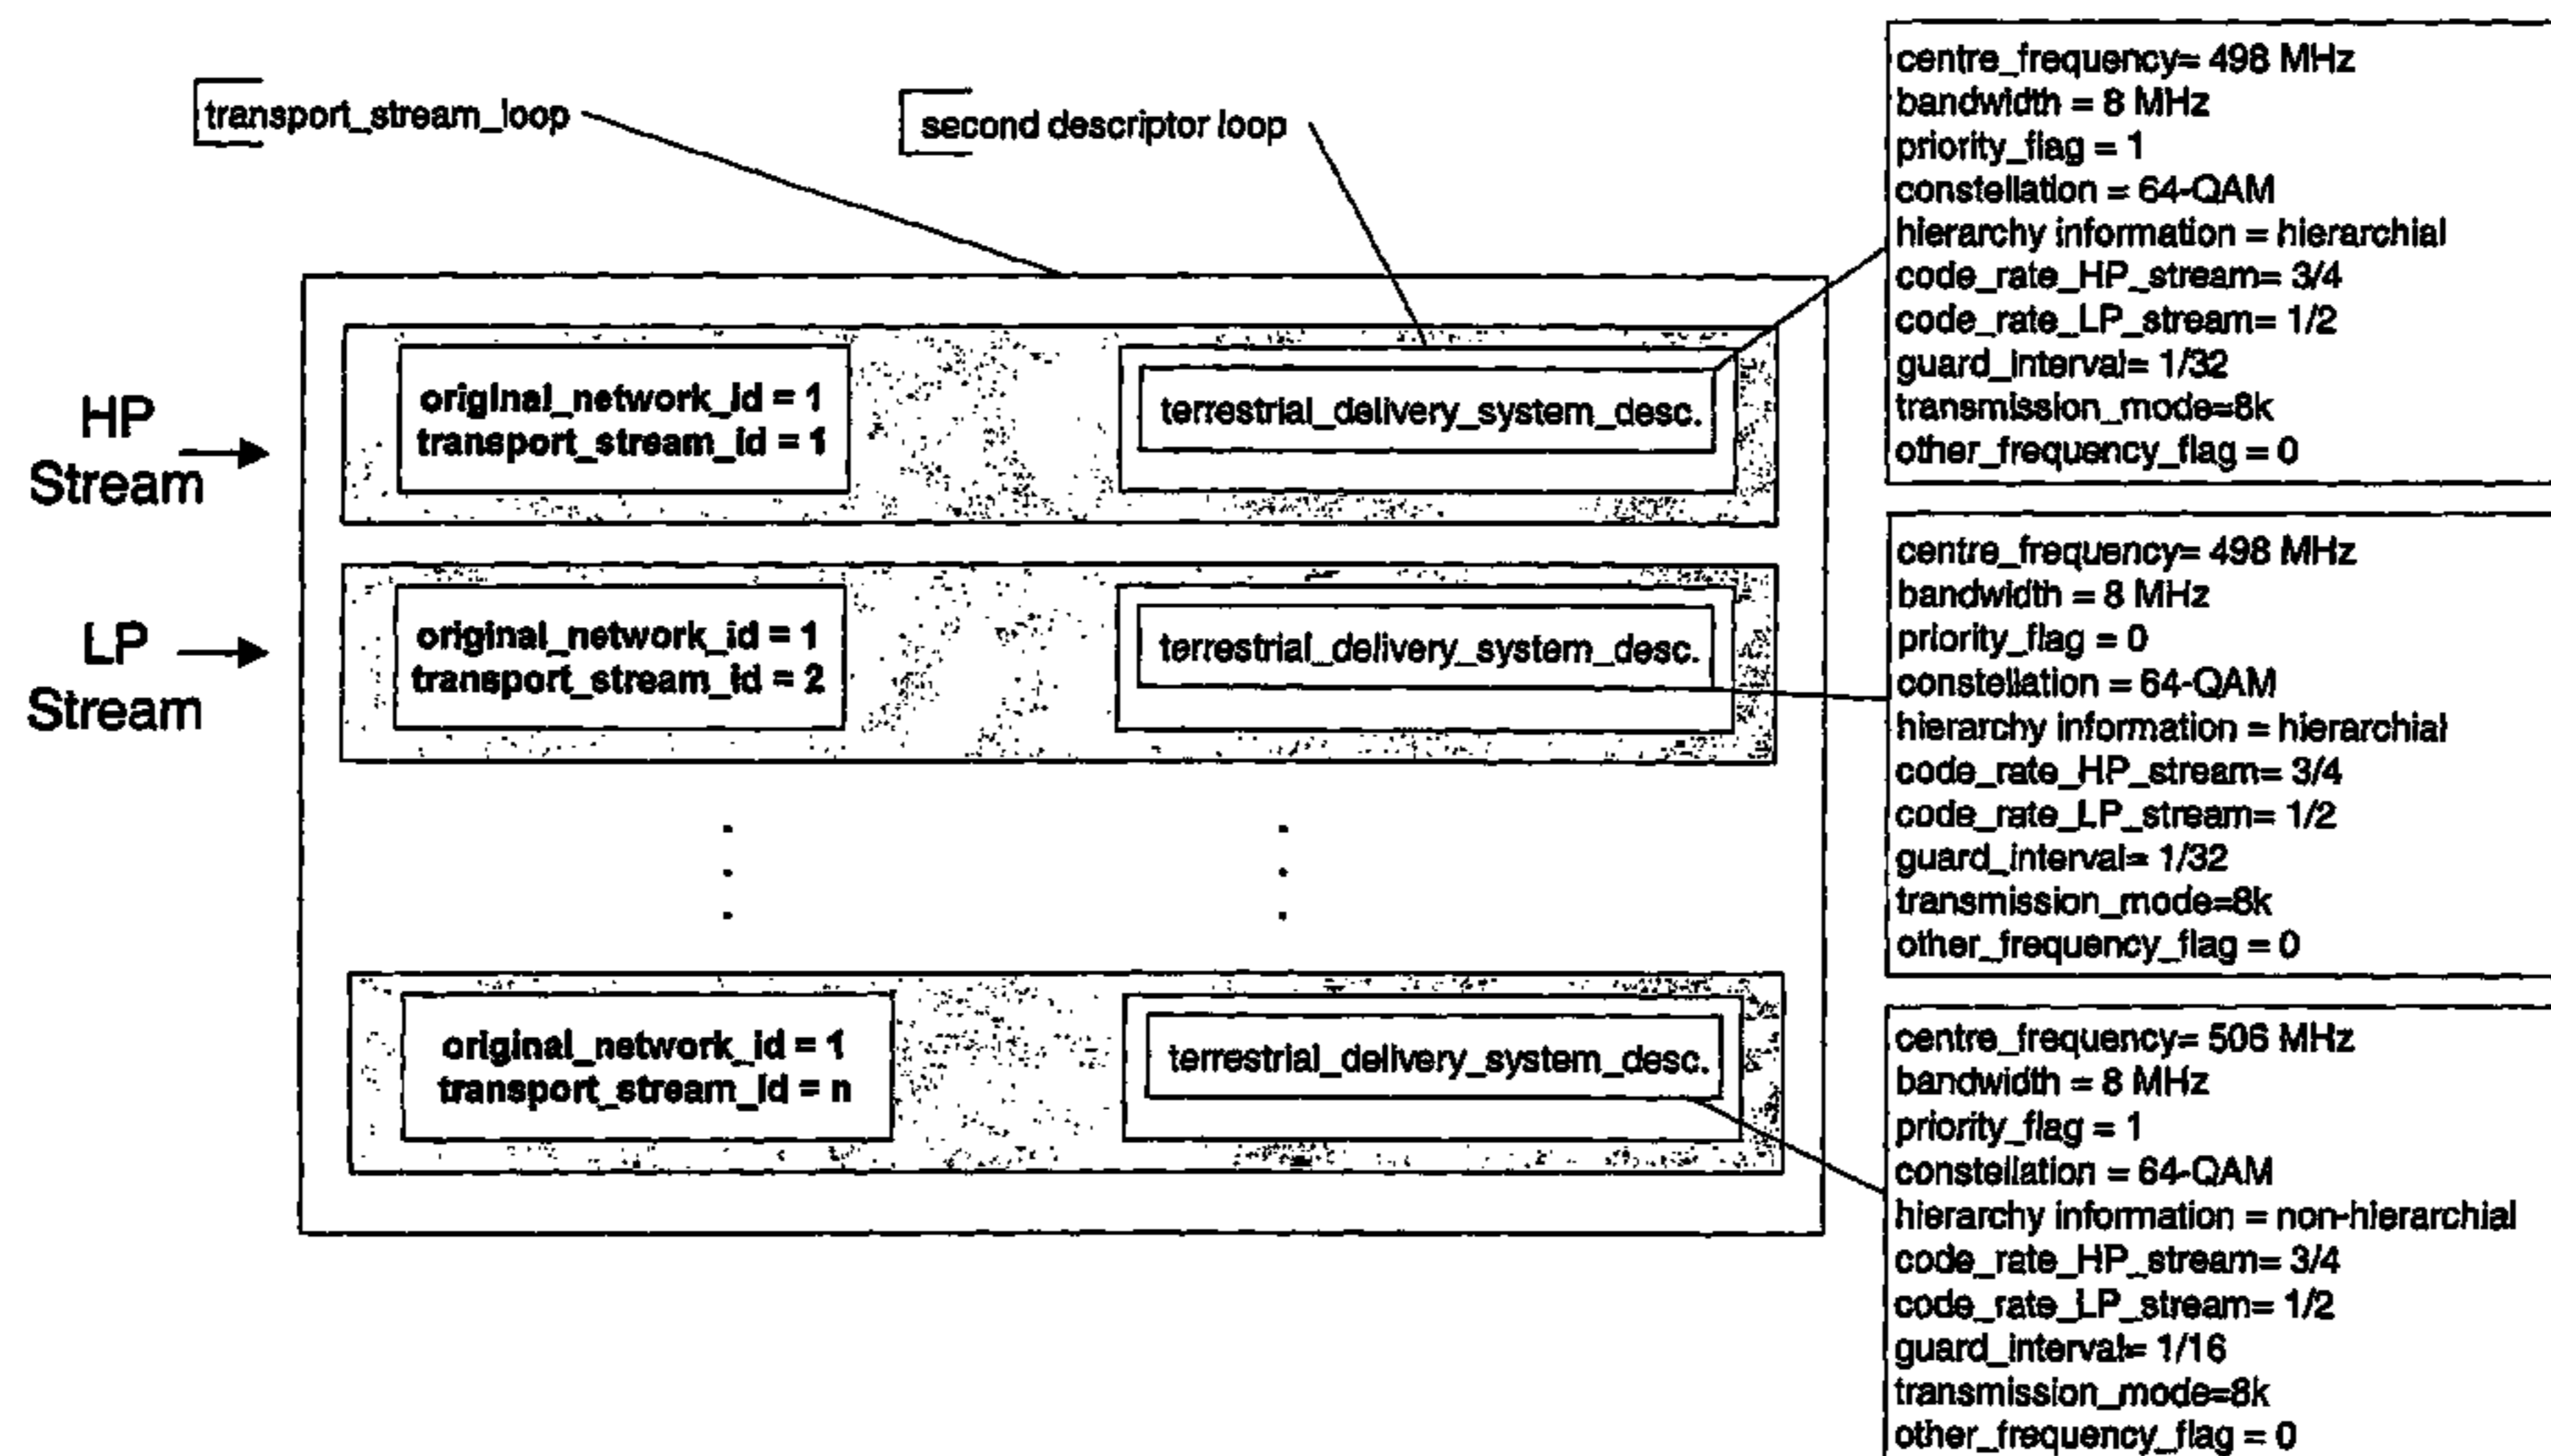 transport_stream_loop
second descriptor loop
HP
Stream
original_network_id = 1
transport_stream_id = 1
terrestrial_delivery_system_desc.
centre_frequency= 498 MHz
bandwidth = 8 MHz
priority_flag = 1
constellation = 64-QAM
hierarchy information = hierarchial
code_rate_HP_stream= 3/4
code_rate_LP_stream= 1/2
guard_interval= 1/32
transmission_mode=8k
other_frequency_flag = 0
LP
Stream
original_network_id = 1
transport_stream_id = 2
terrestrial_delivery_system_desc.
centre_frequency= 498 MHz
bandwidth = 8 MHz
priority_flag = 0
constellation = 64-QAM
hierarchy information = hierarchial
code_rate_HP_stream= 3/4
code_rate_LP_stream= 1/2
guard_interval= 1/32
transmission_mode=8k
other_frequency_flag = 0
original_network_id = 1
transport_stream_id = n
terrestrial_delivery_system_desc.
centre_frequency= 506 MHz
bandwidth = 8 MHz
priority_flag = 1
constellation = 64-QAM
hierarchy information = non-hierarchial
code_rate_HP_stream= 3/4
code_rate_LP_stream= 1/2
guard_interval= 1/16
transmission_mode=8k
other_frequency_flag = 0